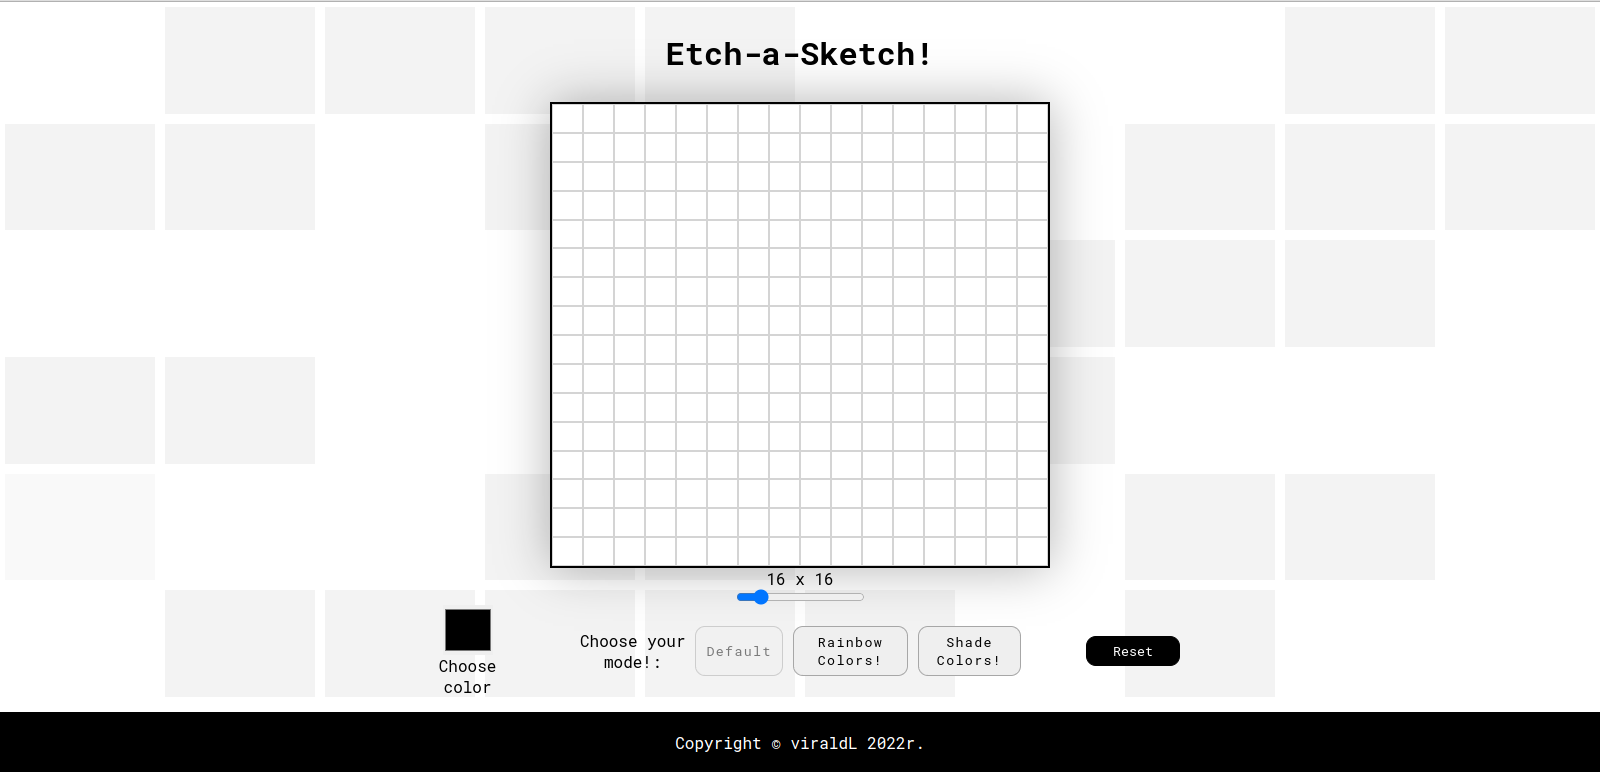 Etch-a-Sketch!
16 x 16
Choose
color
Choose your
mode!:
Default
Rainbow
Colors!
Shade
Colors!
Reset
Copyright © viraldL 2022r.